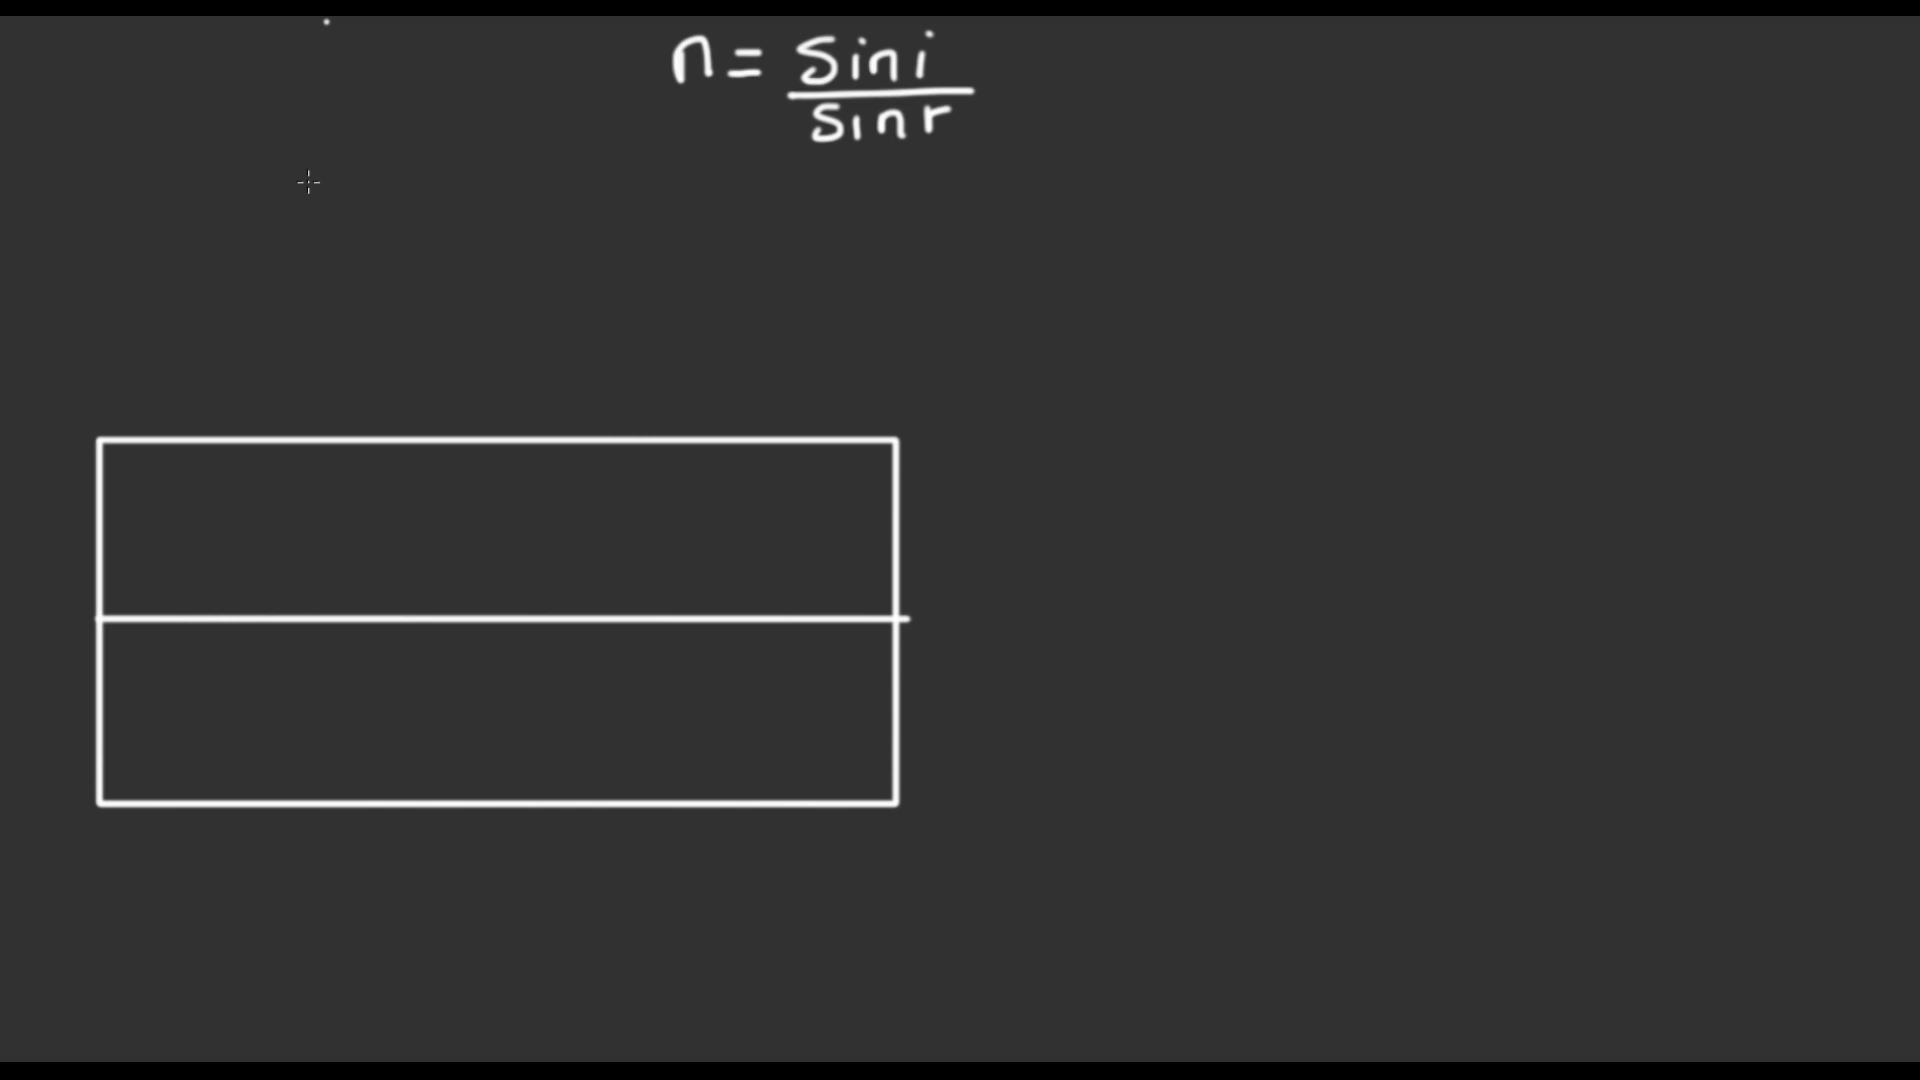 n = sin i
sin r